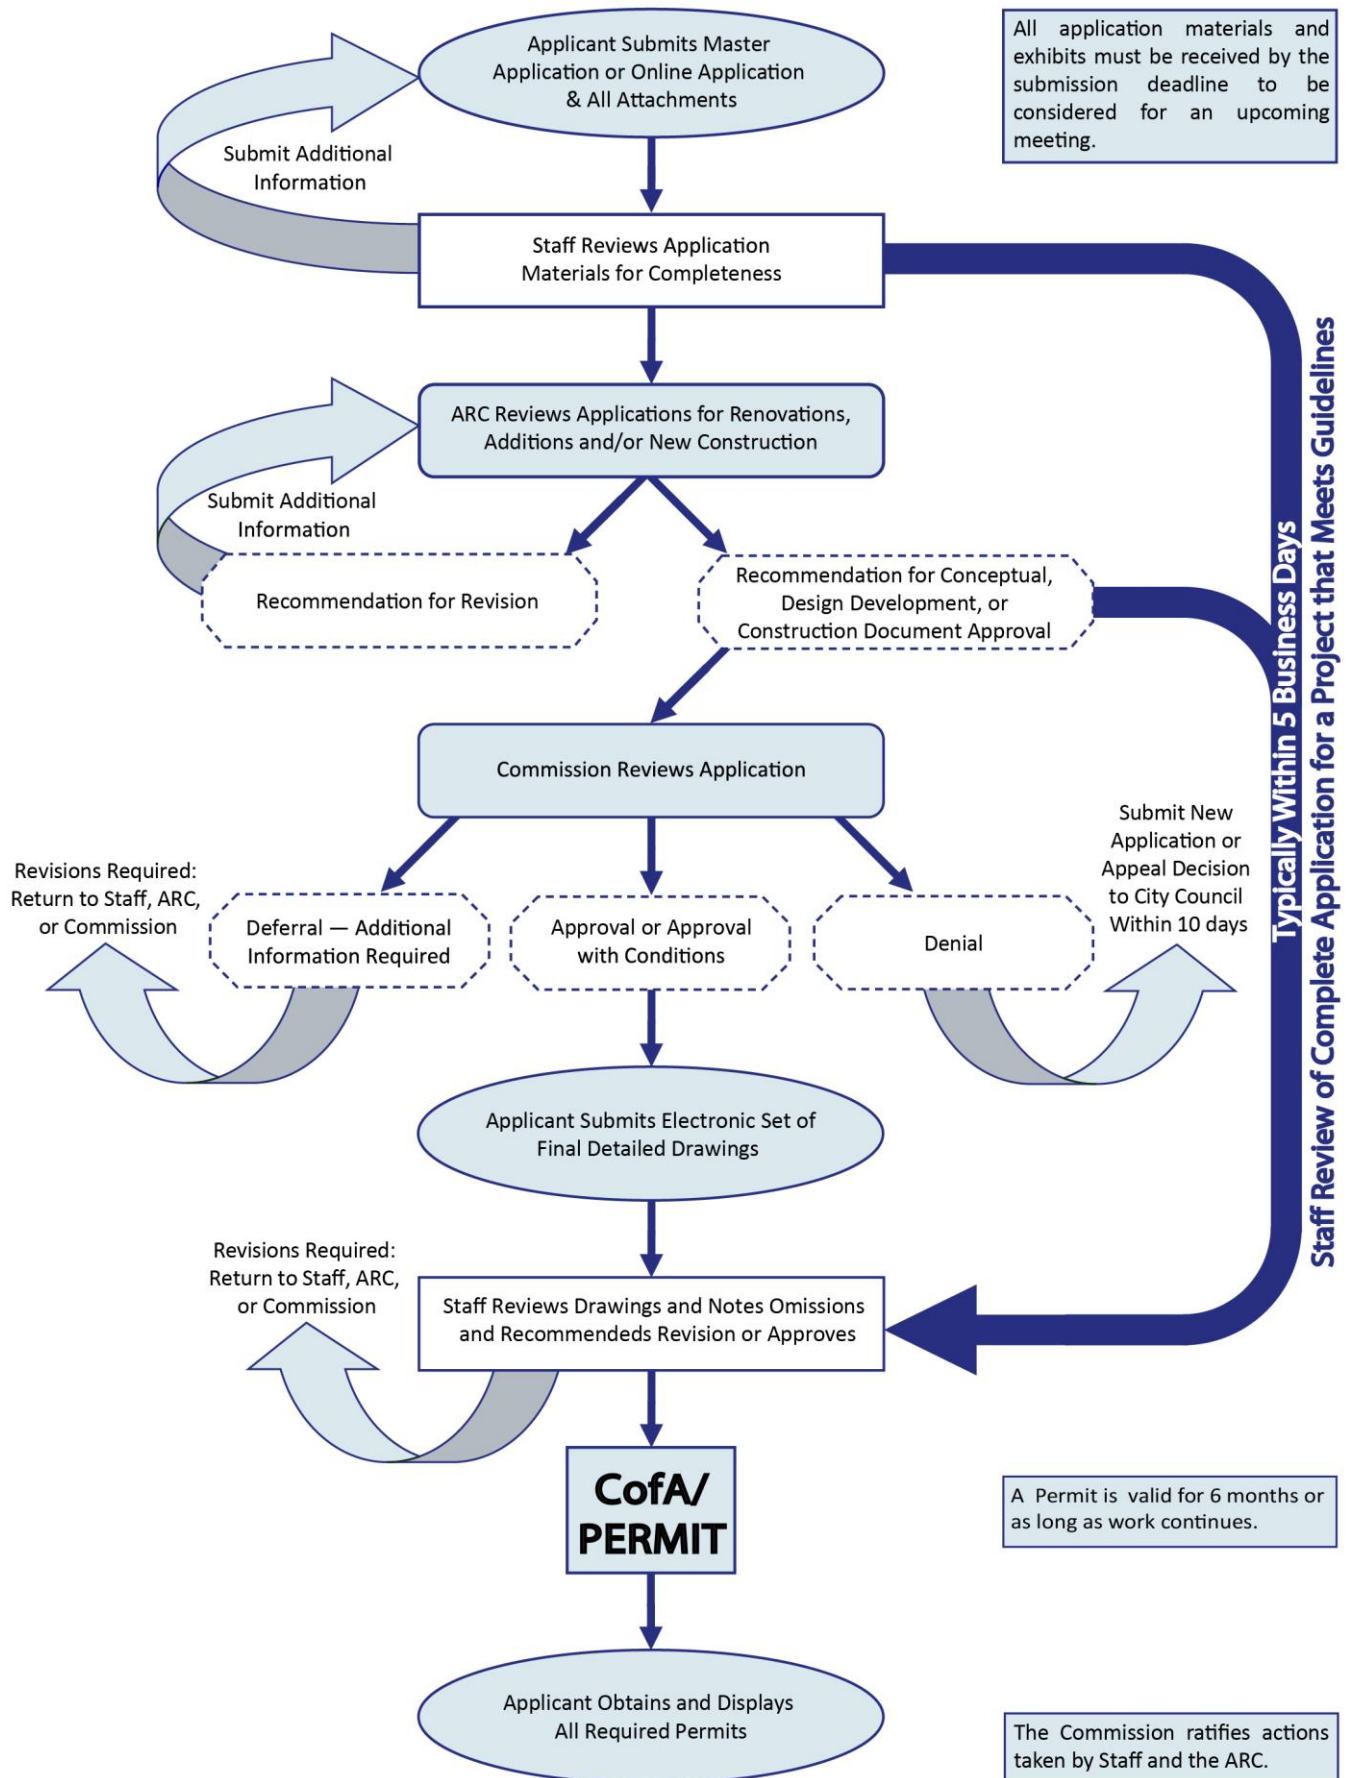 Applicant Submits Master
Application or Online Application
& All Attachments
All application materials and
exhibits must be received by the
submission deadline to be
considered for an upcoming
meeting.
Submit Additional
Information
Staff Reviews Application
Materials for Completeness
ARC Reviews Applications for Renovations,
Additions and/or New Construction
Submit Additional
Information
Recommendation for Revision
Recommendation for Conceptual,
Design Development, or
Construction Document Approval
Typically Within 5 Business Days
Staff Review of Complete Application for a Project that Meets Guidelines
Commission Reviews Application
Revisions Required:
Return to Staff, ARC,
or Commission
Deferral — Additional
Information Required
Approval or Approval
with Conditions
Denial
Submit New
Application or
Appeal Decision
to City Council
Within 10 days
Applicant Submits Electronic Set of
Final Detailed Drawings
Revisions Required:
Return to Staff, ARC,
or Commission
Staff Reviews Drawings and Notes Omissions
and Recommendeds Revision or Approves
CofA/
PERMIT
A Permit is valid for 6 months or
as long as work continues.
Applicant Obtains and Displays
All Required Permits
The Commission ratifies actions
taken by Staff and the ARC.